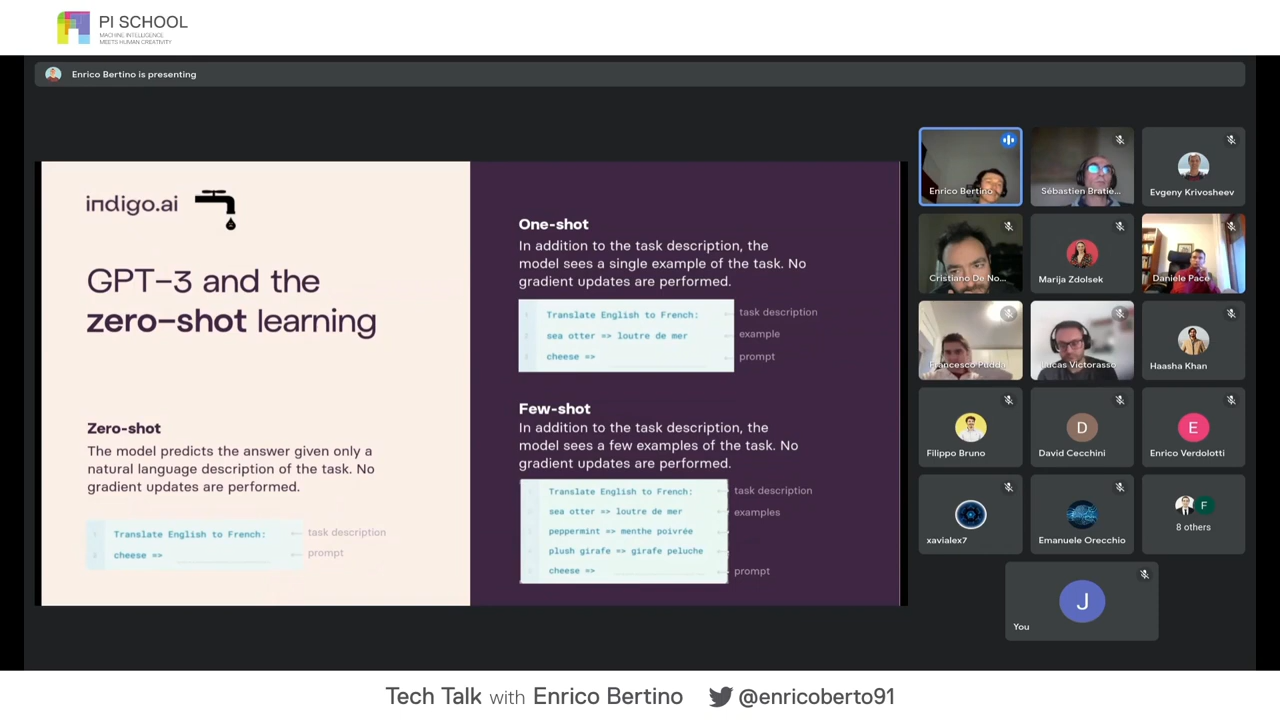 PI SCHOOL
MACHINE INTELLIGENCE
MEETS HUMAN CREATIVITY
Enrico Bertino is presenting
indigo.ai
GPT-3 and the
zero-shot learning
Zero-shot
The model predicts the answer given only a
natural language description of the task. No
gradient updates are performed.
Translate English to French:
task description
cheese =>
prompt
One-shot
In addition to the task description, the
model sees a single example of the task. No
gradient updates are performed.
1 Translate English to French:
task description
2 sea otter => loutre de mer
example
3 cheese =>
prompt
Few-shot
In addition to the task description, the
model sees a few examples of the task. No
gradient updates are performed.
Translate English to French:
task description
sea otter => loutre de mer
examples
peppermint => menthe poivrée
plush girafe => girafe peluche
cheese =>
prompt
Enrico Bertino
Sébastien Bratiè...
Evgeny Krivosheev
Cristiano De No...
Marija Zdolsek
Daniele Pace
Francesco
Lucas Victorasso
Haasha Khan
Filippo Bruno
D
David Cecchini
E
Enrico Verdolotti
xavialex7
Emanuele Orecchio
F
8 others
J
You
Tech Talk with Enrico Bertino @enricoberto91